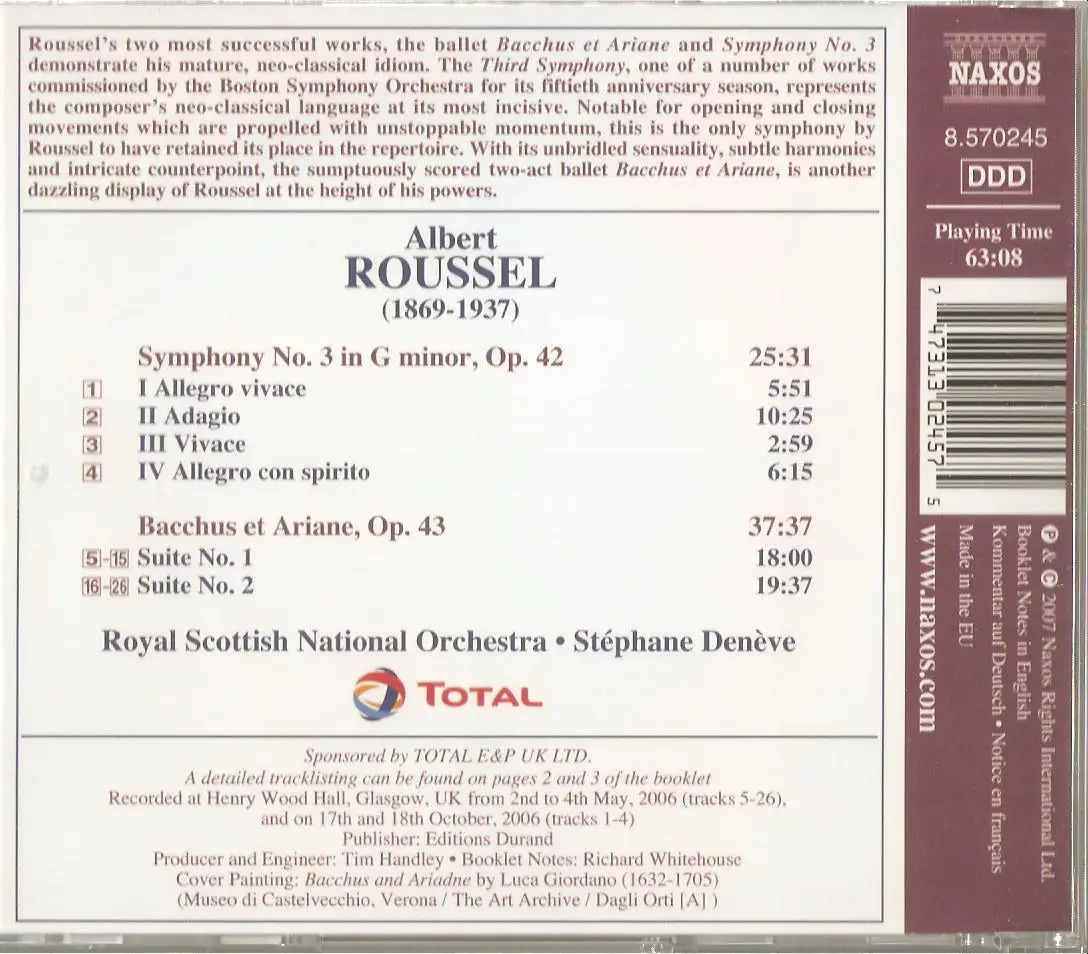 Roussel's two most successful works, the ballet Bacchus et Ariane and Symphony No. 3
demonstrate his mature, neo-classical idiom. The Third Symphony, one of a number of works
commissioned by the Boston Symphony Orchestra for its fiftieth anniversary season, represents
the composer's neo-classical language at its most incisive. Notable for opening and closing
movements which are propelled with unstoppable momentum, this is the only symphony by
Roussel to have retained its place in the repertoire. With its unbridled sensuality, subtle harmonies
and intricate counterpoint, the sumptuously scored two-act ballet Bacchus et Ariane, is another
dazzling display of Roussel at the height of his powers.
Albert
ROUSSEL
(1869-1937)
Symphony No. 3 in G minor, Op. 42 25:31
1 I Allegro vivace 5:51
2 II Adagio 10:25
3 III Vivace 2:59
4 IV Allegro con spirito 6:15
Bacchus et Ariane, Op. 43 37:37
5-15 Suite No. 1 18:00
16-26 Suite No. 2 19:37
Royal Scottish National Orchestra • Stéphane Denève
TOTAL
Sponsored by TOTAL E&P UK LTD.
A detailed tracklisting can be found on pages 2 and 3 of the booklet
Recorded at Henry Wood Hall, Glasgow, UK from 2nd to 4th May, 2006 (tracks 5-26),
and on 17th and 18th October, 2006 (tracks 1-4)
Publisher: Editions Durand
Producer and Engineer: Tim Handley • Booklet Notes: Richard Whitehouse
Cover Painting: Bacchus and Ariadne by Luca Giordano (1632-1705)
(Museo di Castelvecchio, Verona / The Art Archive / Dagli Orti [A] )
NAXOS
8.570245
DDD
Playing Time
63:08
7 47313 02457 5
℗ & © 2007 Naxos Rights International Ltd.
Booklet Notes in English
Kommentar auf Deutsch • Notice en français
Made in the EU
www.naxos.com